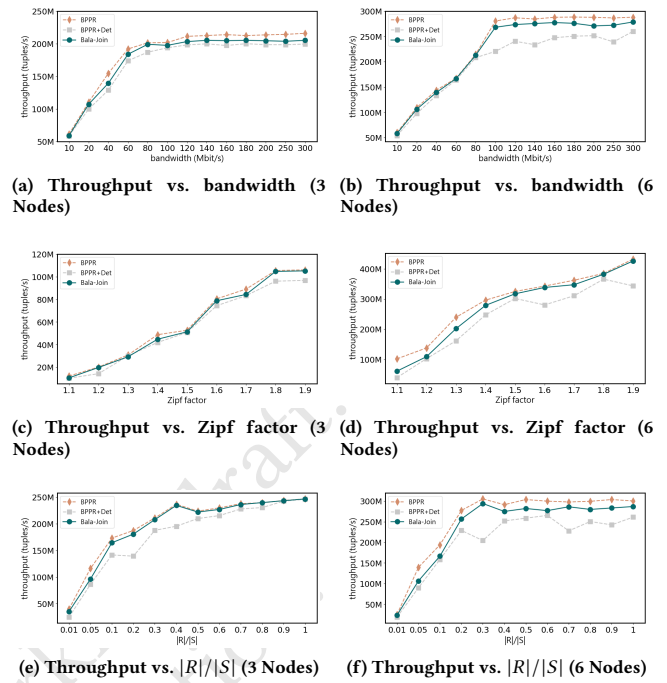 BPPR
BPPR+Det
Bala-Join
throughput (tuples/s)
250M
200M
150M
100M
50M
10 20 40 60 80 100 120 140 160 180 200 250 300
bandwidth (Mbit/s)
(a) Throughput vs. bandwidth (3
Nodes)
BPPR
BPPR+Det
Bala-Join
throughput (tuples/s)
300M
250M
200M
150M
100M
50M
10 20 40 60 80 100 120 140 160 180 200 250 300
bandwidth (Mbit/s)
(b) Throughput vs. bandwidth (6
Nodes)
BPPR
BPPR+Det
Bala-Join
throughput (tuples/s)
120M
100M
80M
60M
40M
20M
1.1 1.2 1.3 1.4 1.5 1.6 1.7 1.8 1.9
Zipf factor
(c) Throughput vs. Zipf factor (3
Nodes)
BPPR
BPPR+Det
Bala-Join
throughput (tuples/s)
400M
300M
200M
100M
1.1 1.2 1.3 1.4 1.5 1.6 1.7 1.8 1.9
Zipf factor
(d) Throughput vs. Zipf factor (6
Nodes)
BPPR
BPPR+Det
Bala-Join
throughput (tuples/s)
250M
200M
150M
100M
50M
0.01 0.05 0.1 0.2 0.3 0.4 0.5 0.6 0.7 0.8 0.9 1
|R|/|S|
(e) Throughput vs. |R|/|S| (3 Nodes)
BPPR
BPPR+Det
Bala-Join
throughput (tuples/s)
300M
250M
200M
150M
100M
50M
0.01 0.05 0.1 0.2 0.3 0.4 0.5 0.6 0.7 0.8 0.9 1
|R|/|S|
(f) Throughput vs. |R|/|S| (6 Nodes)